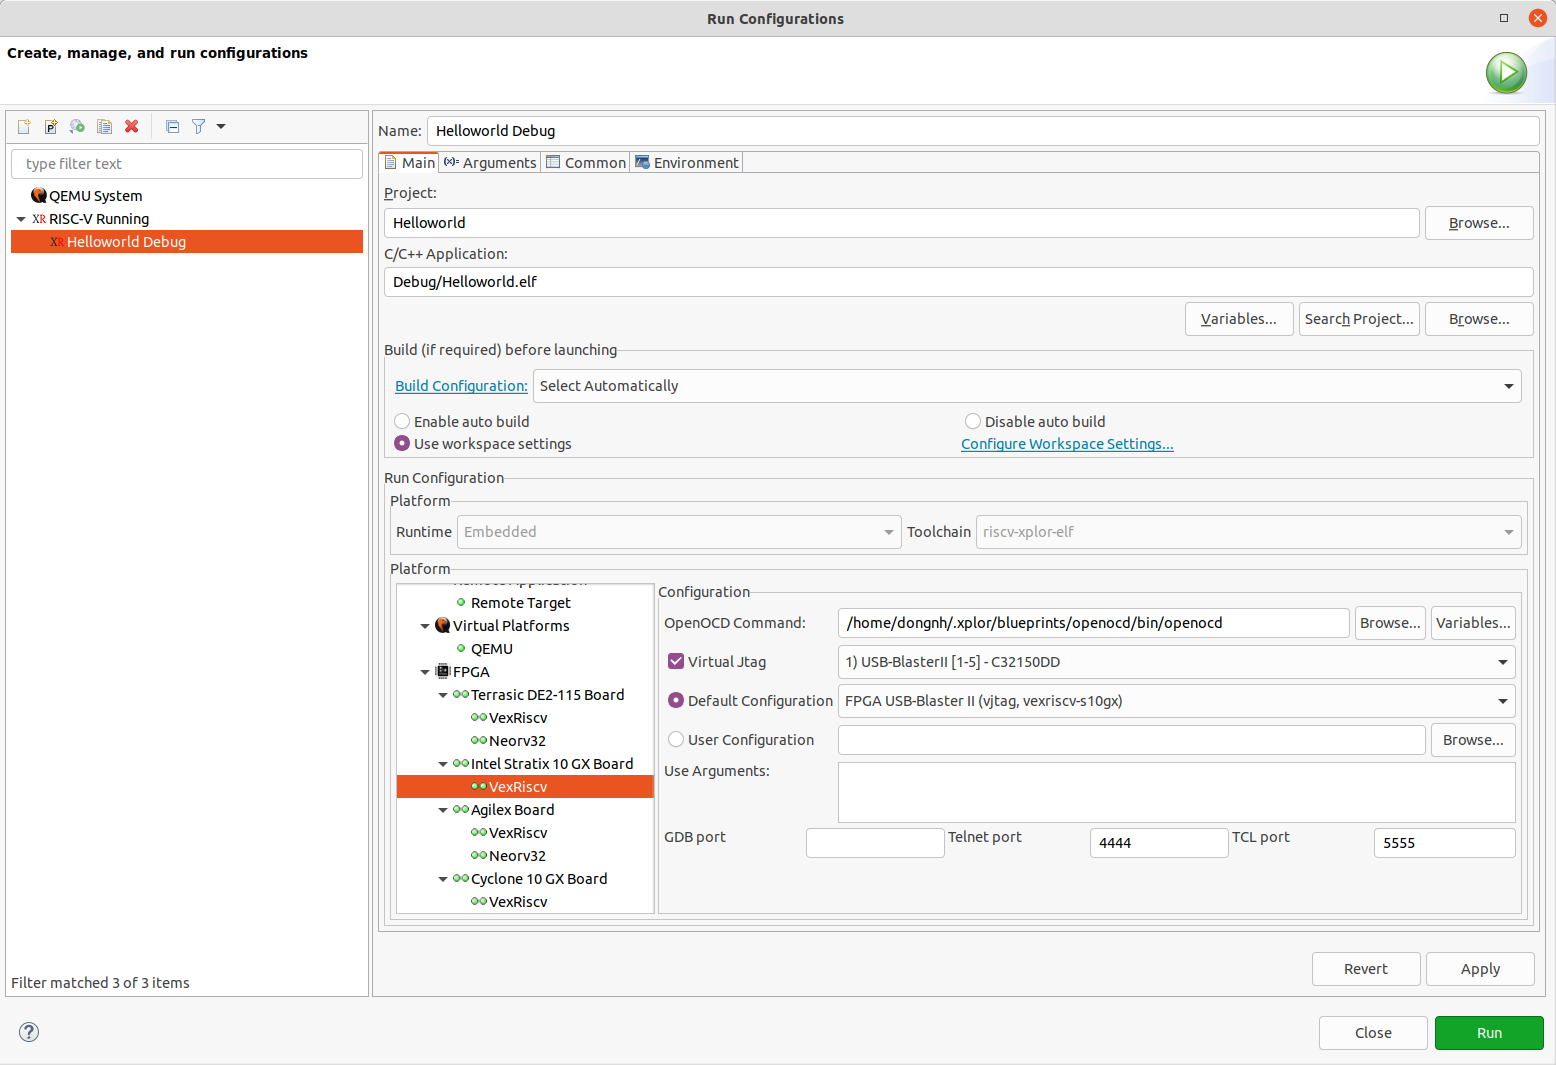 Run Configurations
Create, manage, and run configurations
type filter text
QEMU System
XR RISC-V Running
XR Helloworld Debug
Filter matched 3 of 3 items
Name: Helloworld Debug
Main (x)= Arguments Common Environment
Project:
Helloworld Browse...
C/C++ Application:
Debug/Helloworld.elf
Variables... Search Project... Browse...
Build (if required) before launching
Build Configuration: Select Automatically
Enable auto build Disable auto build
Use workspace settings Configure Workspace Settings...
Run Configuration
Platform
Runtime Embedded Toolchain riscv-xplor-elf
Platform
Remote Target
Virtual Platforms
QEMU
FPGA
Terrasic DE2-115 Board
VexRiscv
Neorv32
Intel Stratix 10 GX Board
VexRiscv
Agilex Board
VexRiscv
Neorv32
Cyclone 10 GX Board
VexRiscv
Configuration
OpenOCD Command: /home/dongnh/.xplor/blueprints/openocd/bin/openocd Browse... Variables...
Virtual Jtag 1) USB-BlasterII [1-5] - C32150DD
Default Configuration FPGA USB-Blaster II (vjtag, vexriscv-s10gx)
User Configuration Browse...
Use Arguments:
GDB port Telnet port 4444 TCL port 5555
Revert Apply
? Close Run